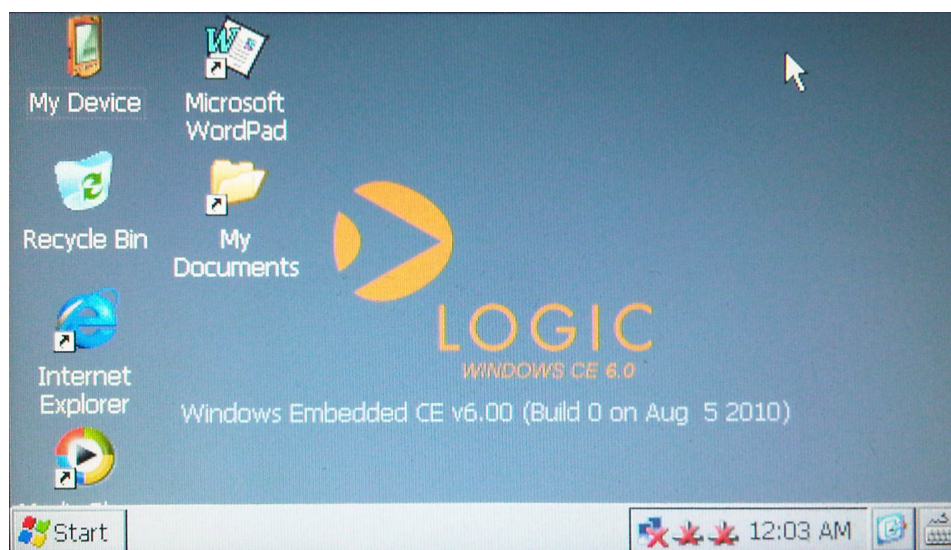 My Device
Microsoft
WordPad
Recycle Bin
My
Documents
Internet
Explorer
LOGIC
WINDOWS CE 6.0
Windows Embedded CE v6.00 (Build 0 on Aug  5 2010)
Start
12:03 AM